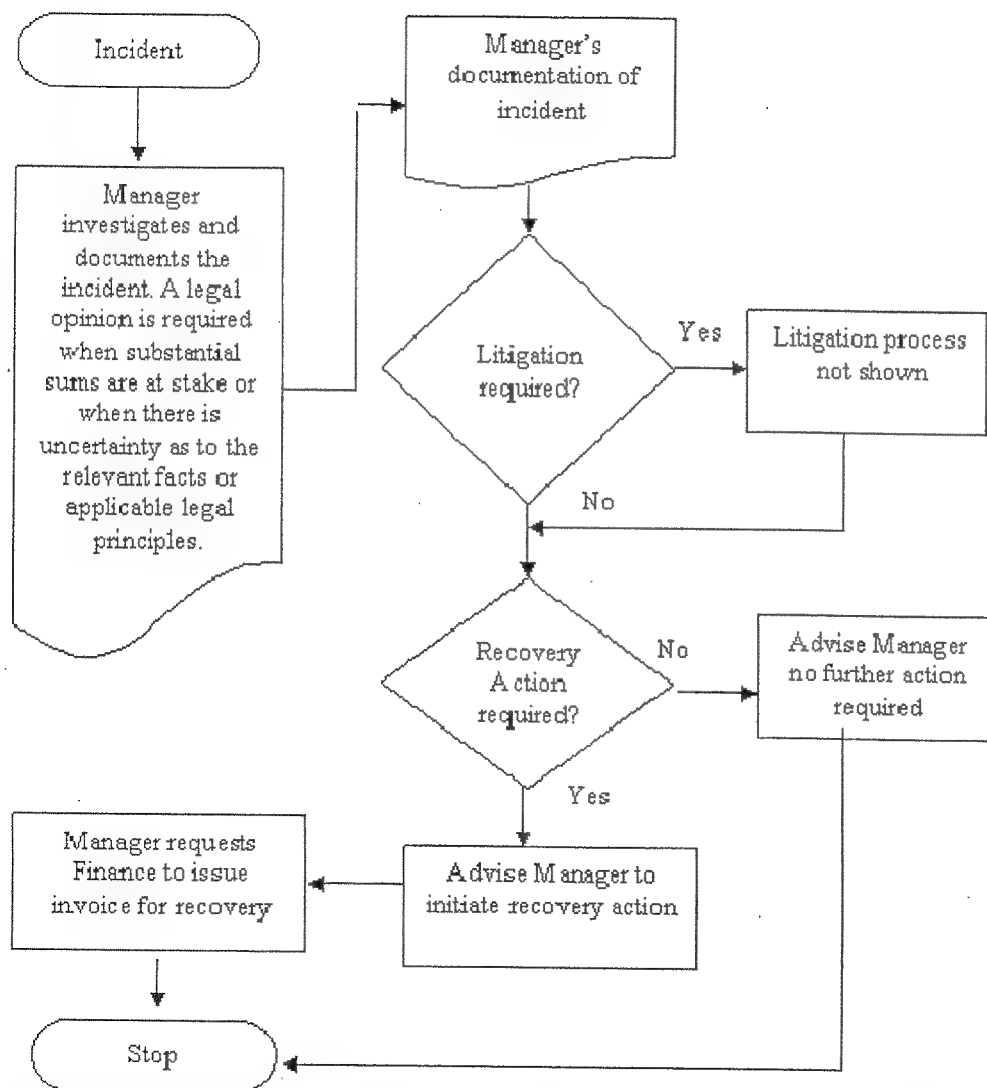 Incident
Manager
investigates and
documents the
incident. A legal
opinion is required
when substantial
sums are at stake or
when there is
uncertainty as to the
relevant facts or
applicable legal
principles.
Manager's
documentation of
incident
Litigation
required?
Yes
Litigation process
not shown
No
Recovery
Action
required?
No
Advise Manager
no further action
required
Yes
Advise Manager to
initiate recovery action
Manager requests
Finance to issue
invoice for recovery
Stop